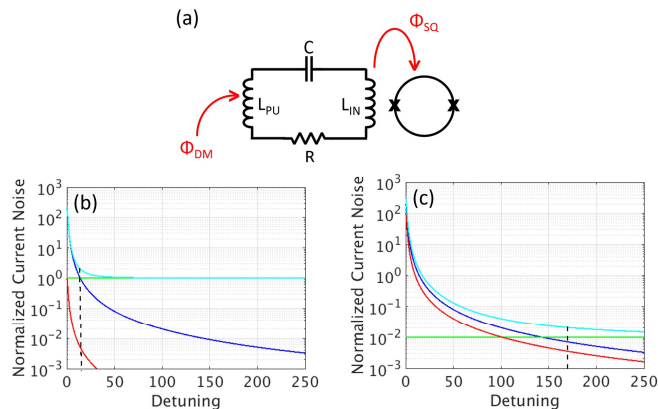 (a)
Φ_SQ
C
L_PU
L_IN
Φ_DM
R
(b)
Normalized Current Noise
10^3
10^2
10^1
10^0
10^-1
10^-2
10^-3
0 50 100 150 200 250
Detuning
(c)
Normalized Current Noise
10^3
10^2
10^1
10^0
10^-1
10^-2
10^-3
0 50 100 150 200 250
Detuning